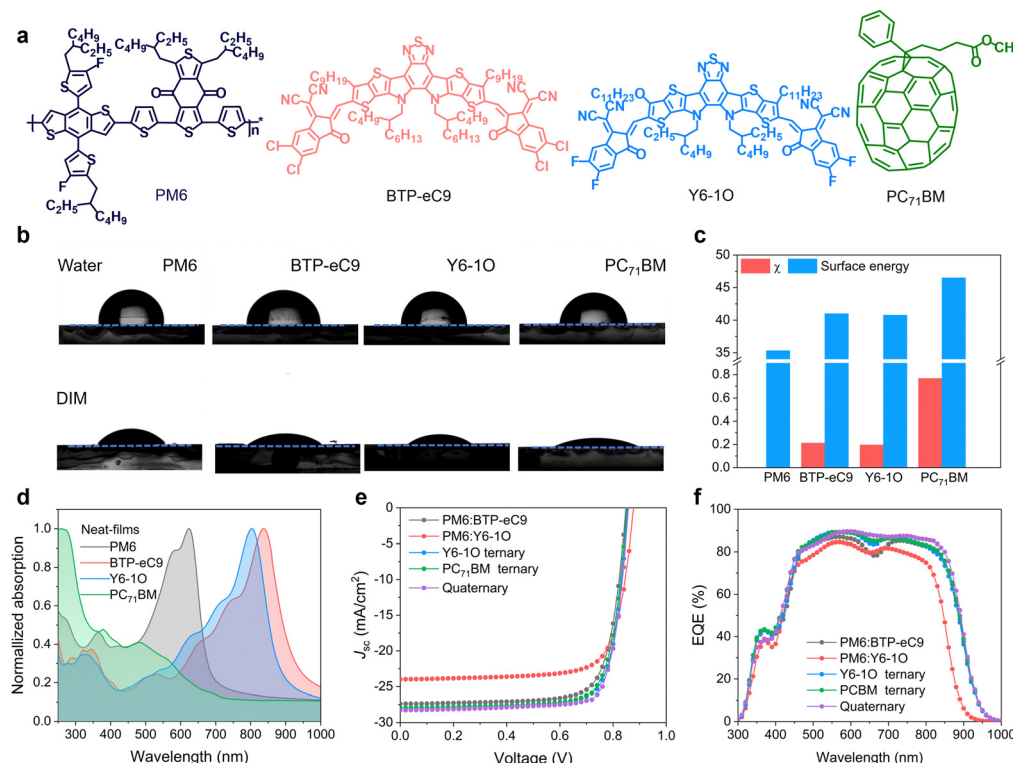 a
C4H9
C2H5
F
S
S
C4H9
C2H5
C2H5
C4H9
S
O
O
S
S
S
S
S
n
*
F
C2H5
C4H9
PM6
S
N
N
C9H19
C9H19
S
S
S
S
NC
CN
CN
CN
N
N
C4H9
C4H9
C6H13
C6H13
O
O
Cl
Cl
Cl
Cl
BTP-eC9
S
N
N
C11H23
O
C11H23
S
S
S
S
NC
CN
CN
CN
N
N
C2H5
C2H5
C4H9
C4H9
O
O
F
F
F
F
Y6-1O
O
O
CH
PC71BM
b
Water PM6 BTP-eC9 Y6-1O PC71BM
DIM
c
χ Surface energy
50
45
40
35
0.8
0.6
0.4
0.2
0.0
PM6 BTP-eC9 Y6-1O PC71BM
d
Normalized absorption
1.0
0.8
0.6
0.4
0.2
0.0
Neat-films
PM6
BTP-eC9
Y6-1O
PC71BM
300 400 500 600 700 800 900 1000
Wavelength (nm)
e
Jsc (mA/cm2)
0
-5
-10
-15
-20
-25
-30
PM6:BTP-eC9
PM6:Y6-1O
Y6-1O ternary
PC71BM ternary
Quaternary
0.0 0.2 0.4 0.6 0.8 1.0
Voltage (V)
f
EQE (%)
100
80
60
40
20
0
PM6:BTP-eC9
PM6:Y6-1O
Y6-1O ternary
PCBM ternary
Quaternary
300 400 500 600 700 800 900 1000
Wavelength (nm)